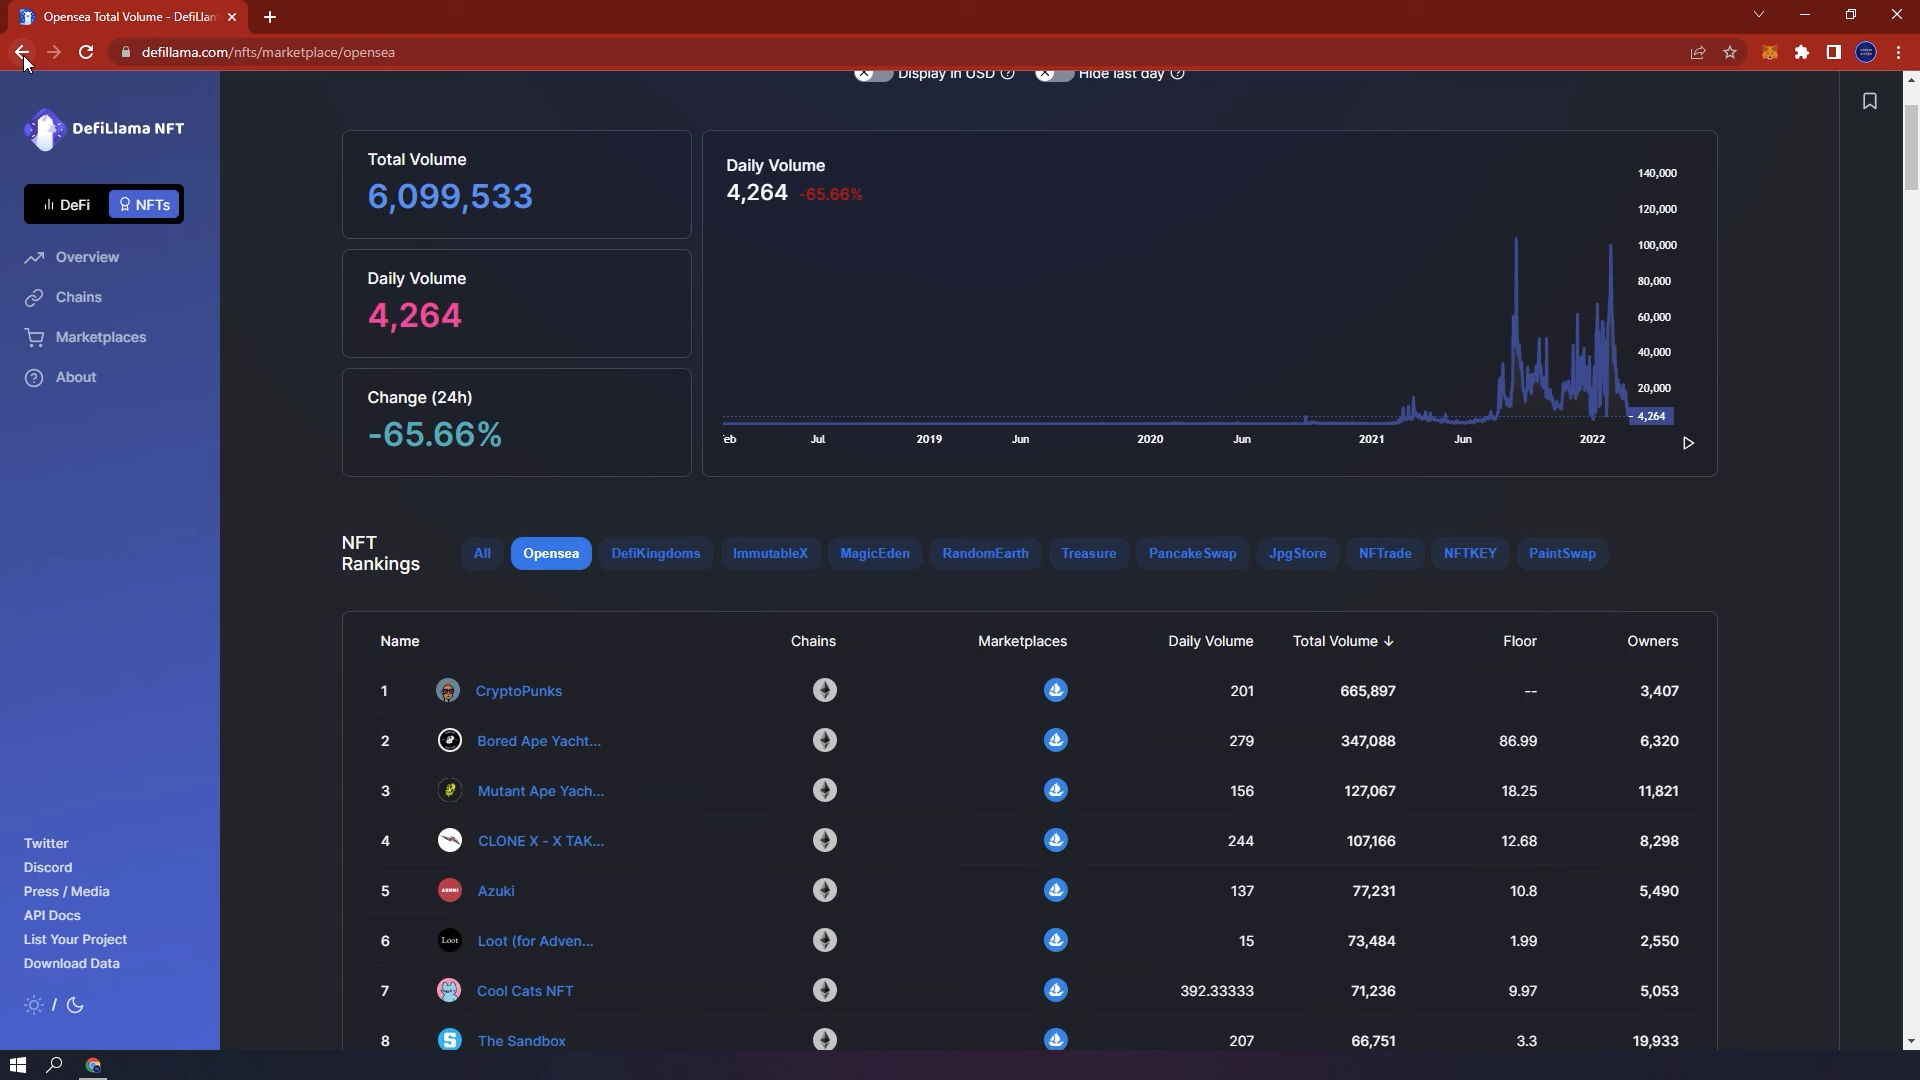 Opensea Total Volume - DefiLlam
defillama.com/nfts/marketplace/opensea
Display in USD
Hide last day
DefiLlama NFT
DeFi
NFTs
Overview
Chains
Marketplaces
About
Twitter
Discord
Press / Media
API Docs
List Your Project
Download Data
/
Total Volume
6,099,533
Daily Volume
4,264
Change (24h)
-65.66%
Daily Volume
4,264 -65.66%
140,000
120,000
100,000
80,000
60,000
40,000
20,000
4,264
eb Jul 2019 Jun 2020 Jun 2021 Jun 2022
NFT
Rankings
All Opensea DefiKingdoms ImmutableX MagicEden RandomEarth Treasure PancakeSwap JpgStore NFTrade NFTKEY PaintSwap
Name Chains Marketplaces Daily Volume Total Volume ↓ Floor Owners
1 CryptoPunks 201 665,897 -- 3,407
2 Bored Ape Yacht... 279 347,088 86.99 6,320
3 Mutant Ape Yach... 156 127,067 18.25 11,821
4 CLONE X - X TAK... 244 107,166 12.68 8,298
5 AZUKI Azuki 137 77,231 10.8 5,490
6 Loot Loot (for Adven... 15 73,484 1.99 2,550
7 Cool Cats NFT 392.33333 71,236 9.97 5,053
8 S The Sandbox 207 66,751 3.3 19,933